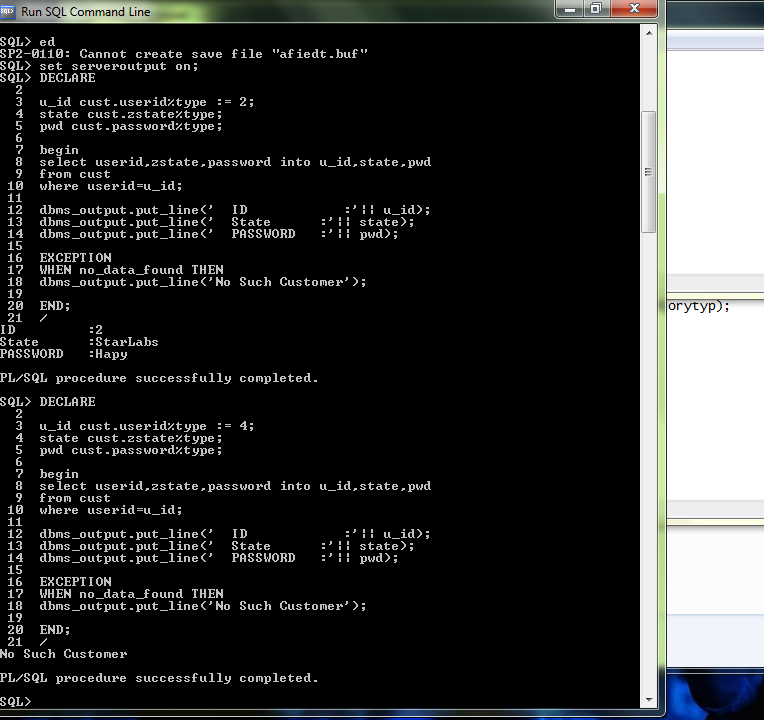 Run SQL Command Line
SQL> ed
SP2-0110: Cannot create save file "afiedt.buf"
SQL> set serveroutput on;
SQL> DECLARE
  2
  3  u_id cust.userid%type := 2;
  4  state cust.zstate%type;
  5  pwd cust.password%type;
  6
  7  begin
  8  select userid,zstate,password into u_id,state,pwd
  9  from cust
 10  where userid=u_id;
 11
 12  dbms_output.put_line('  ID            :'|| u_id);
 13  dbms_output.put_line('  State      :'|| state);
 14  dbms_output.put_line('  PASSWORD   :'|| pwd);
 15
 16  EXCEPTION
 17  WHEN no_data_found THEN
 18  dbms_output.put_line('No Such Customer');
 19
 20  END;
 21  /
ID         :2
State      :StarLabs
PASSWORD   :Hapy
PL/SQL procedure successfully completed.
SQL> DECLARE
  2
  3  u_id cust.userid%type := 4;
  4  state cust.zstate%type;
  5  pwd cust.password%type;
  6
  7  begin
  8  select userid,zstate,password into u_id,state,pwd
  9  from cust
 10  where userid=u_id;
 11
 12  dbms_output.put_line('  ID            :'|| u_id);
 13  dbms_output.put_line('  State      :'|| state);
 14  dbms_output.put_line('  PASSWORD   :'|| pwd);
 15
 16  EXCEPTION
 17  WHEN no_data_found THEN
 18  dbms_output.put_line('No Such Customer');
 19
 20  END;
 21  /
No Such Customer
PL/SQL procedure successfully completed.
SQL>
orytyp);